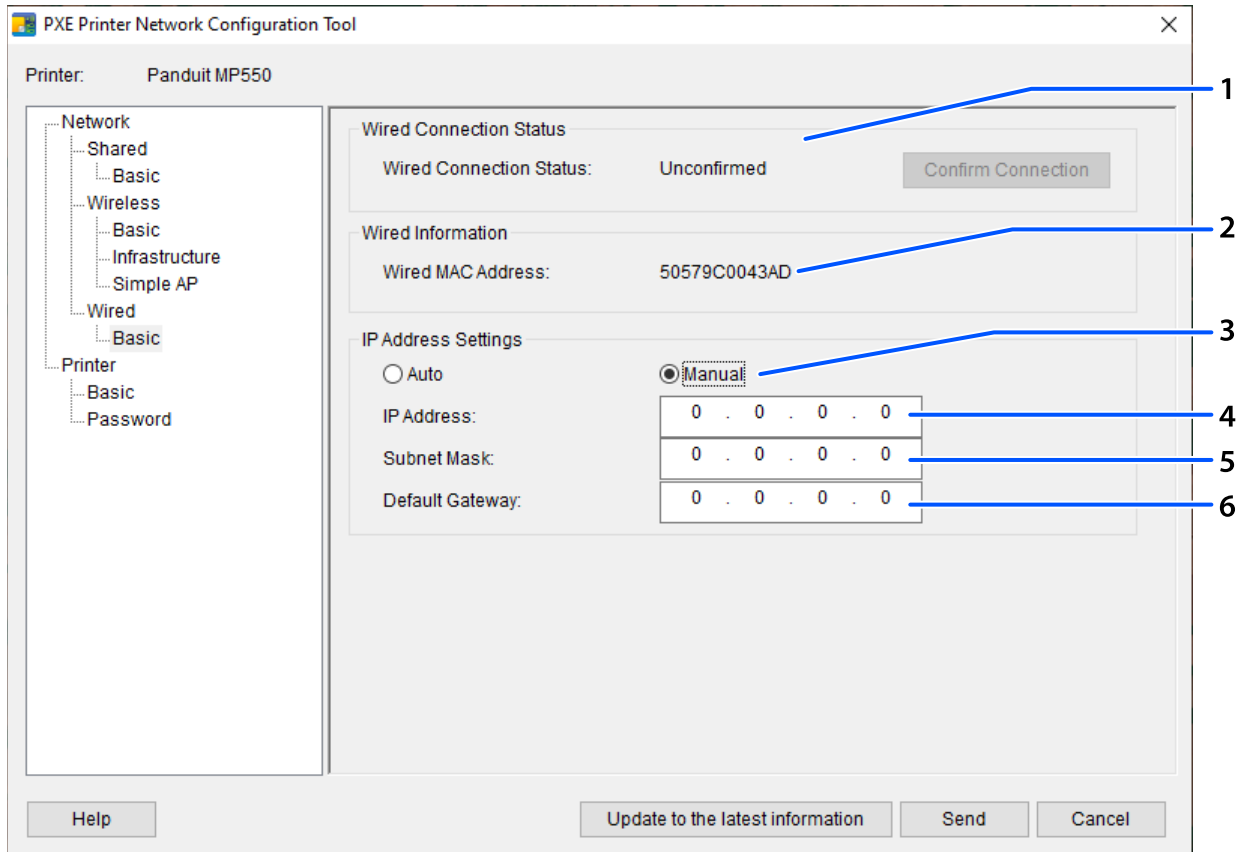 PXE Printer Network Configuration Tool
Printer: Panduit MP550
Network
Shared
Basic
Wireless
Basic
Infrastructure
Simple AP
Wired
Basic
Printer
Basic
Password
Wired Connection Status
Wired Connection Status: Unconfirmed Confirm Connection
Wired Information
Wired MAC Address: 50579C0043AD
IP Address Settings
Auto Manual
IP Address: 0 . 0 . 0 . 0
Subnet Mask: 0 . 0 . 0 . 0
Default Gateway: 0 . 0 . 0 . 0
1
2
3
4
5
6
Help Update to the latest information Send Cancel